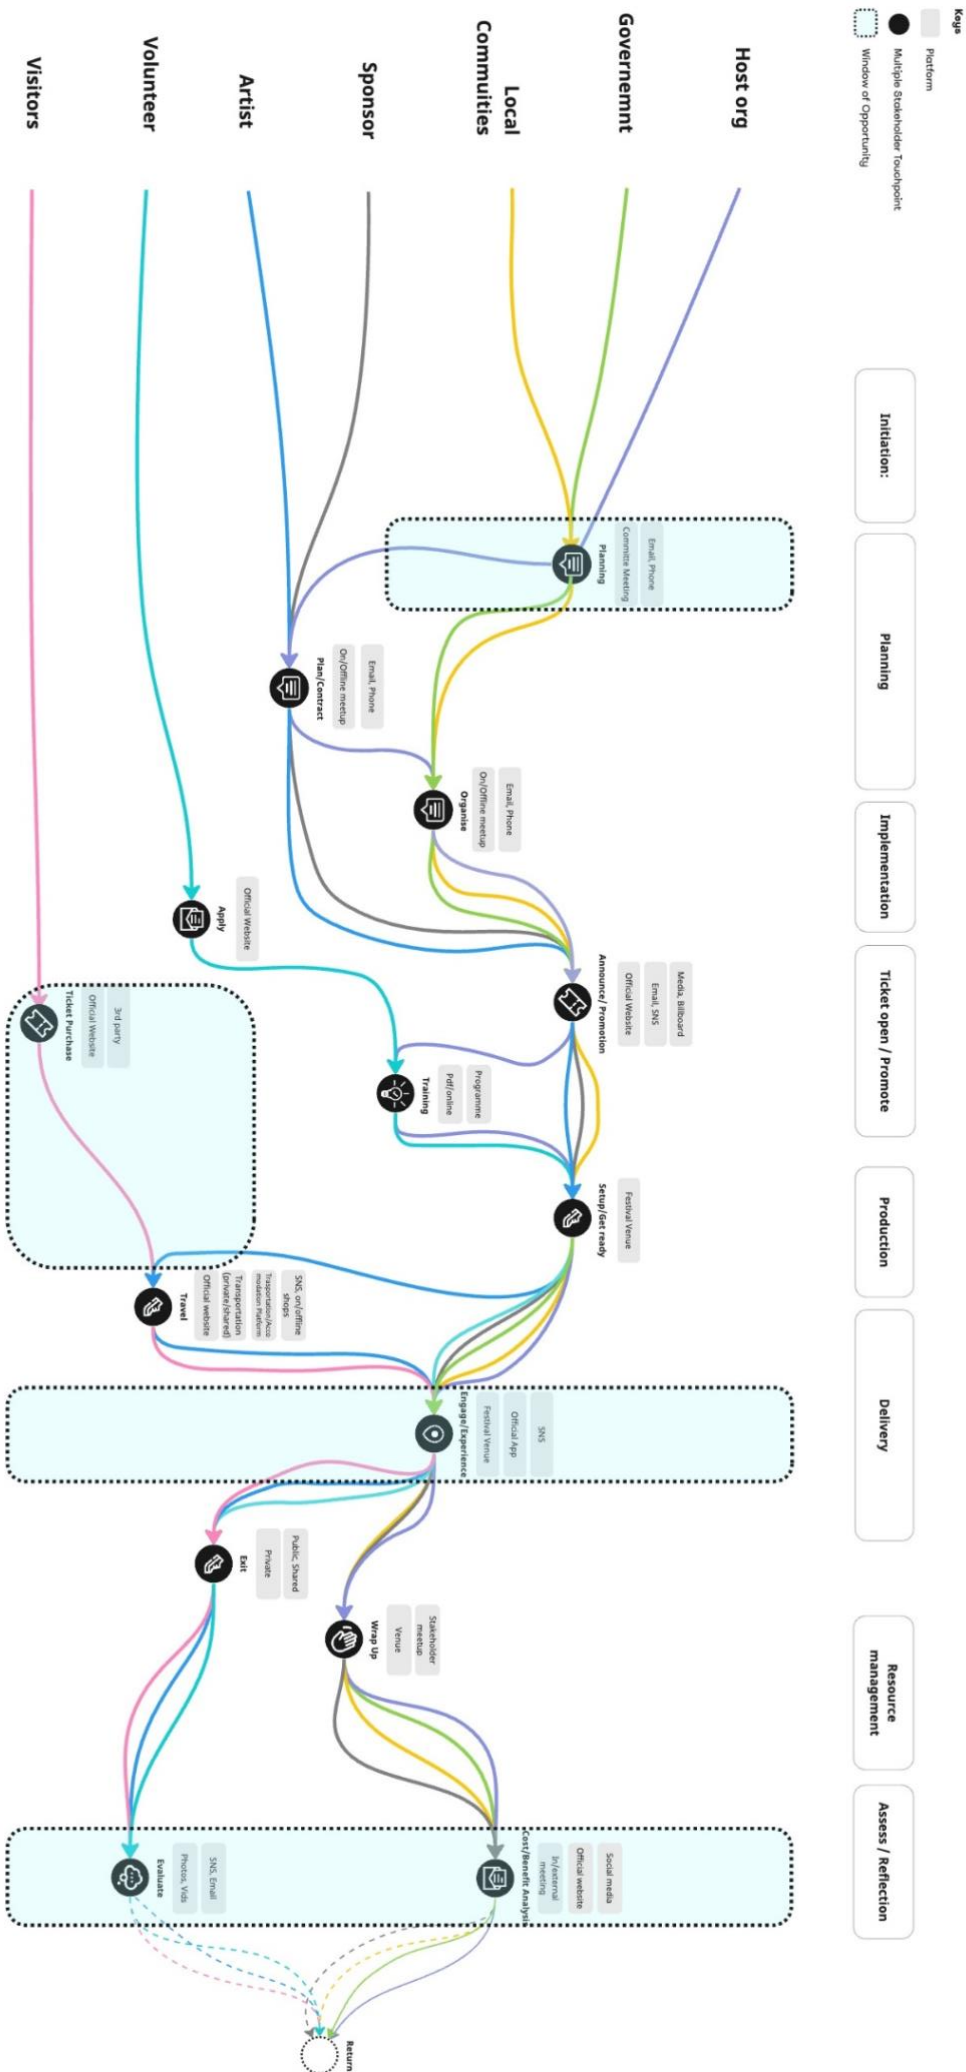 Keys
Platform
Multiple Stakeholder Touchpoint
Window of Opportunity
Initiation:
Planning
Implementation
Ticket open / Promote
Production
Delivery
Resource
management
Assess / Reflection
Host org
Governemnt
Local
Commuities
Sponsor
Artist
Volunteer
Visitors
Email, Phone
Committe Meeting
Planning
Email, Phone
On/Offline meetup
Plan/Contract
Email, Phone
On/Offline meetup
Organise
Official Website
Apply
Media, Billboard
Email, SNS
Official Website
Announce/ Promotion
3rd party
Official Website
Ticket Purchase
Programme
Pdf/online
Training
Festival Venue
Setup/Get ready
SNS, on/offline
shops
Trasportation/Acco
modation Platform
Transportation
(private/shared)
Official website
Travel
SNS
Official App
Festival Venue
Engage/Experience
Public, Shared
Private
Exit
Stakeholder
meetup
Venue
Wrap Up
Social media
Official website
In/external
meeting
Cost/Benefit Analysis
SNS, Email
Photos, Vids
Evaluate
Return